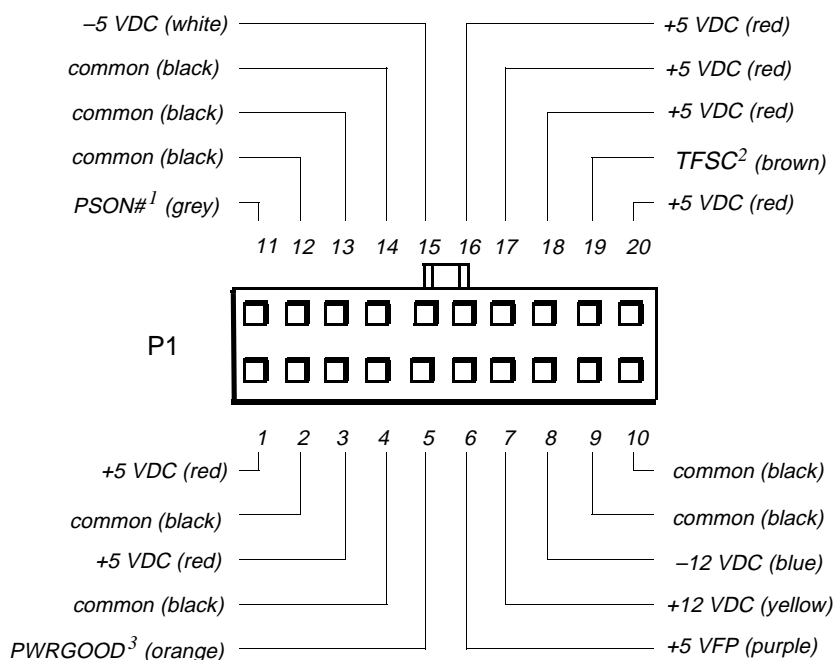 –5 VDC (white)
+5 VDC (red)
common (black)
+5 VDC (red)
common (black)
+5 VDC (red)
common (black)
TFSC² (brown)
PSON#¹ (grey)
+5 VDC (red)
11 12 13 14 15 16 17 18 19 20
P1
1 2 3 4 5 6 7 8 9 10
+5 VDC (red)
common (black)
common (black)
common (black)
+5 VDC (red)
–12 VDC (blue)
common (black)
+12 VDC (yellow)
PWRGOOD³ (orange)
+5 VFP (purple)